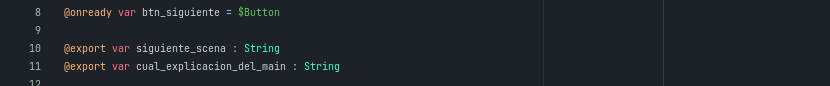 8 @onready var btn_siguiente = $Button
9
10 @export var siguiente_scena : String
11 @export var cual_explicacion_del_main : String
12